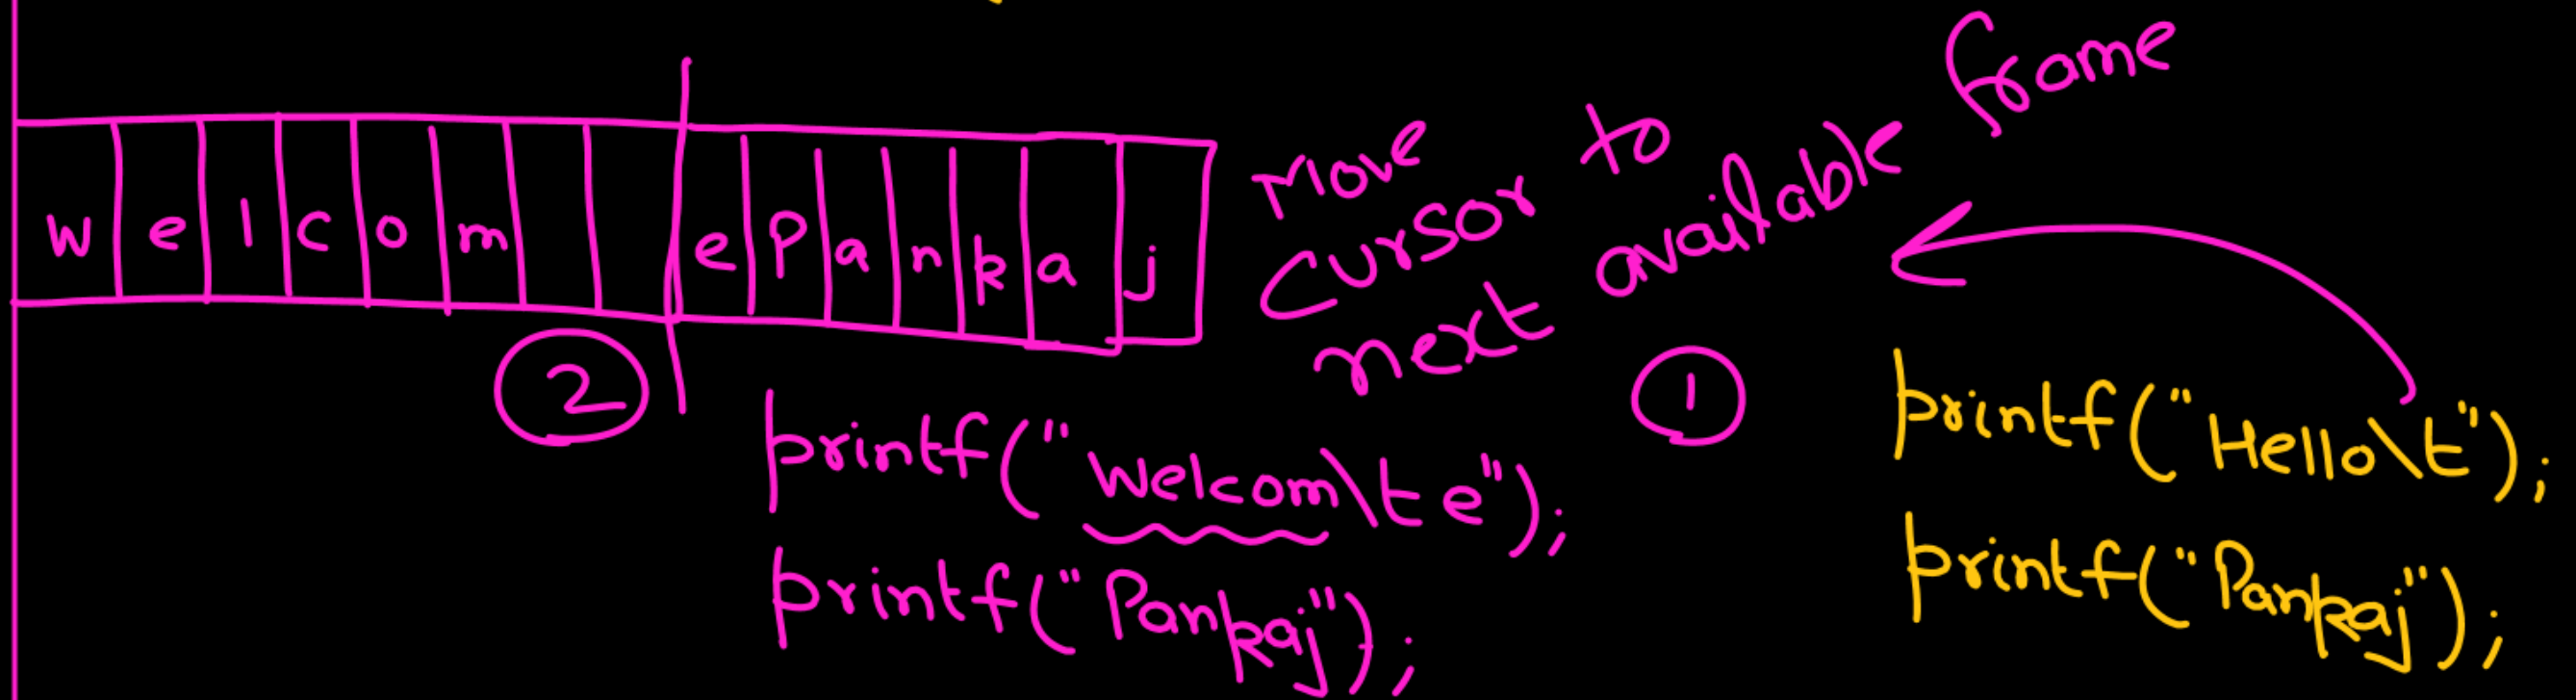 W e l c o m e P a n k a j
Move
Cursor to
next available frame
2
1
printf("Welcom\t e");
printf("Pankaj");
printf("Hello\t");
printf("Pankaj");